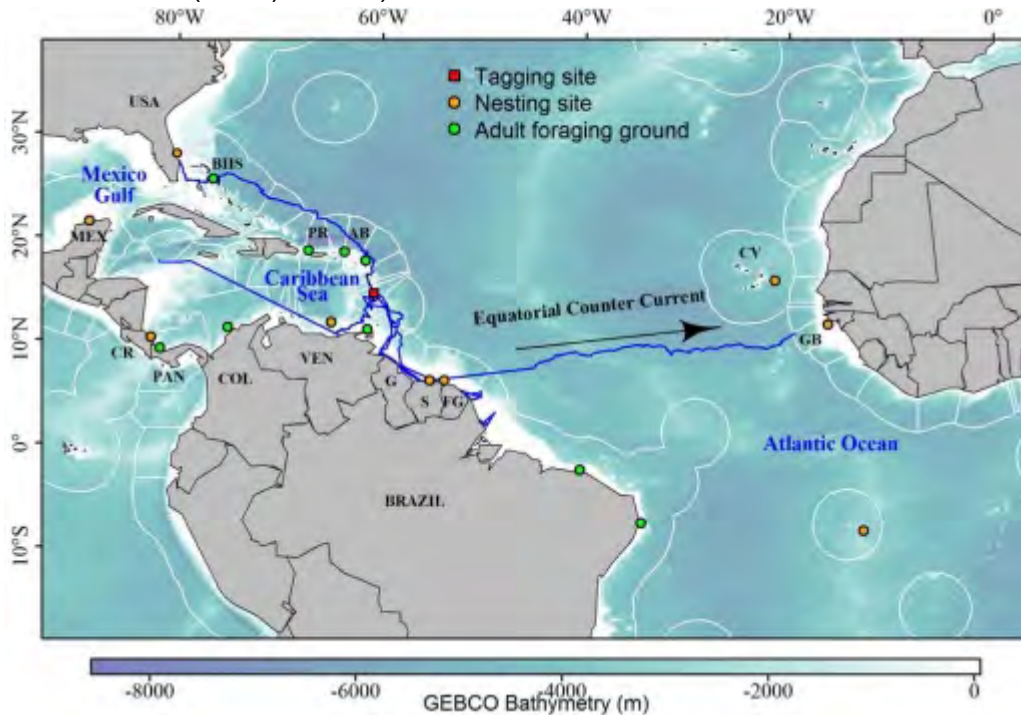 80°W 60°W 40°W 20°W 0°
Tagging site
Nesting site
Adult foraging ground
USA
30°N
BHS
Mexico
Gulf
20°N
MEX
PR
AB
CV
Caribbean
Sea
Equatorial Counter Current
10°N
CR
PAN
COL
VEN
G
S
FG
GB
0°
Atlantic Ocean
BRAZIL
10°S
-8000 -6000 -4000 -2000 0
GEBCO Bathymetry (m)